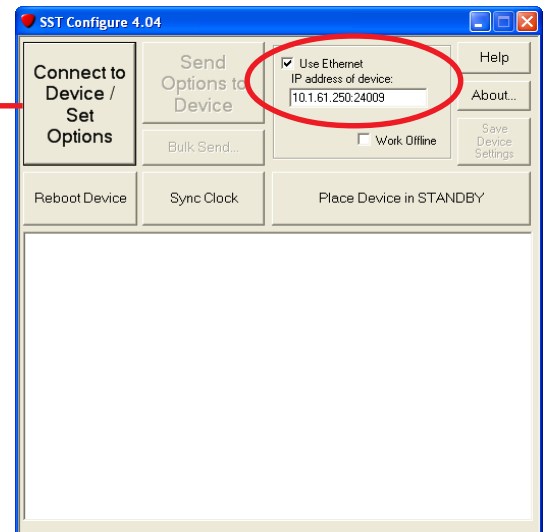 SST Configure 4.04
Connect to
Device /
Set
Options
Send
Options to
Device
Bulk Send...
Use Ethernet
IP address of device:
10.1.61.250:24009
Work Offline
Help
About...
Save
Device
Settings
Reboot Device
Sync Clock
Place Device in STANDBY